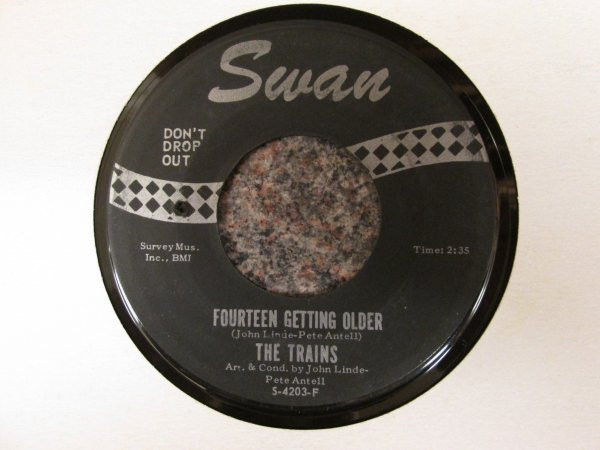 Swan
DON'T
DROP
OUT
Survey Mus.
Inc., BMI
Time: 2:35
FOURTEEN GETTING OLDER
(John Linde-Pete Antell)
THE TRAINS
Arr. & Cond. by John Linde-
Pete Antell
S-4203-F